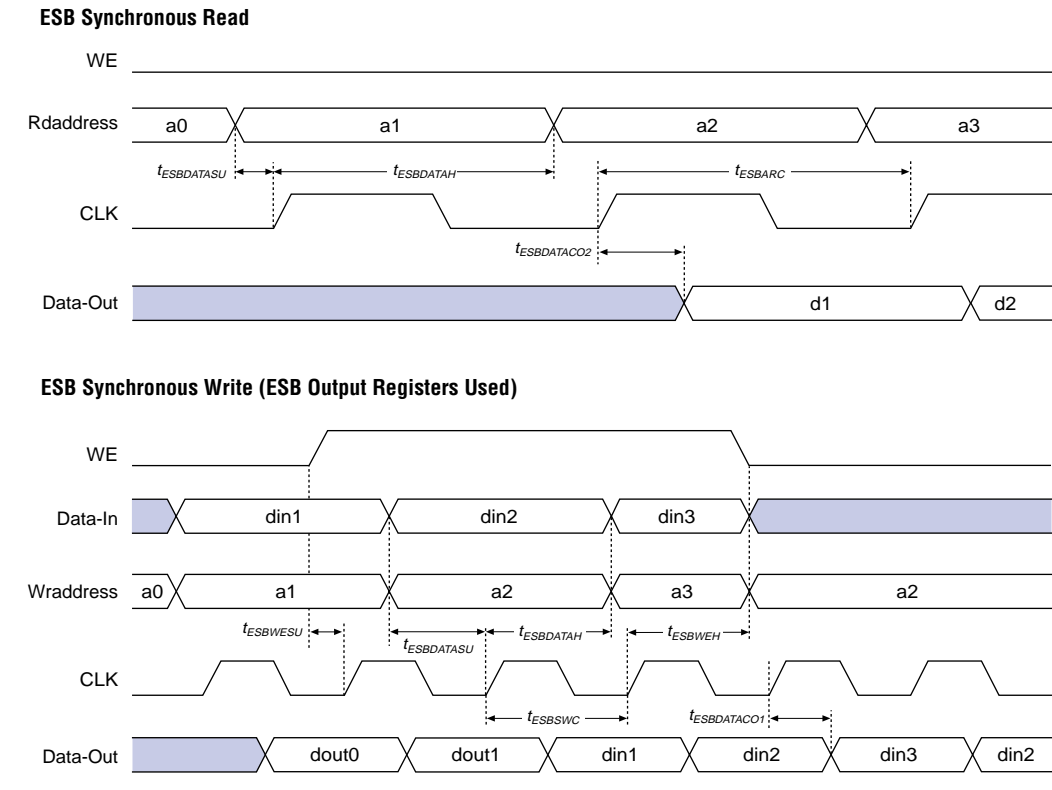 ESB Synchronous Read
WE
Rdaddress a0 a1 a2 a3
tESBDATASU tESBDATAH tESBARC
CLK
tESBDATACO2
Data-Out d1 d2
ESB Synchronous Write (ESB Output Registers Used)
WE
Data-In din1 din2 din3
Wraddress a0 a1 a2 a3 a2
tESBWESU tESBDATASU tESBDATAH tESBWEH
CLK
tESBSWC tESBDATACO1
Data-Out dout0 dout1 din1 din2 din3 din2